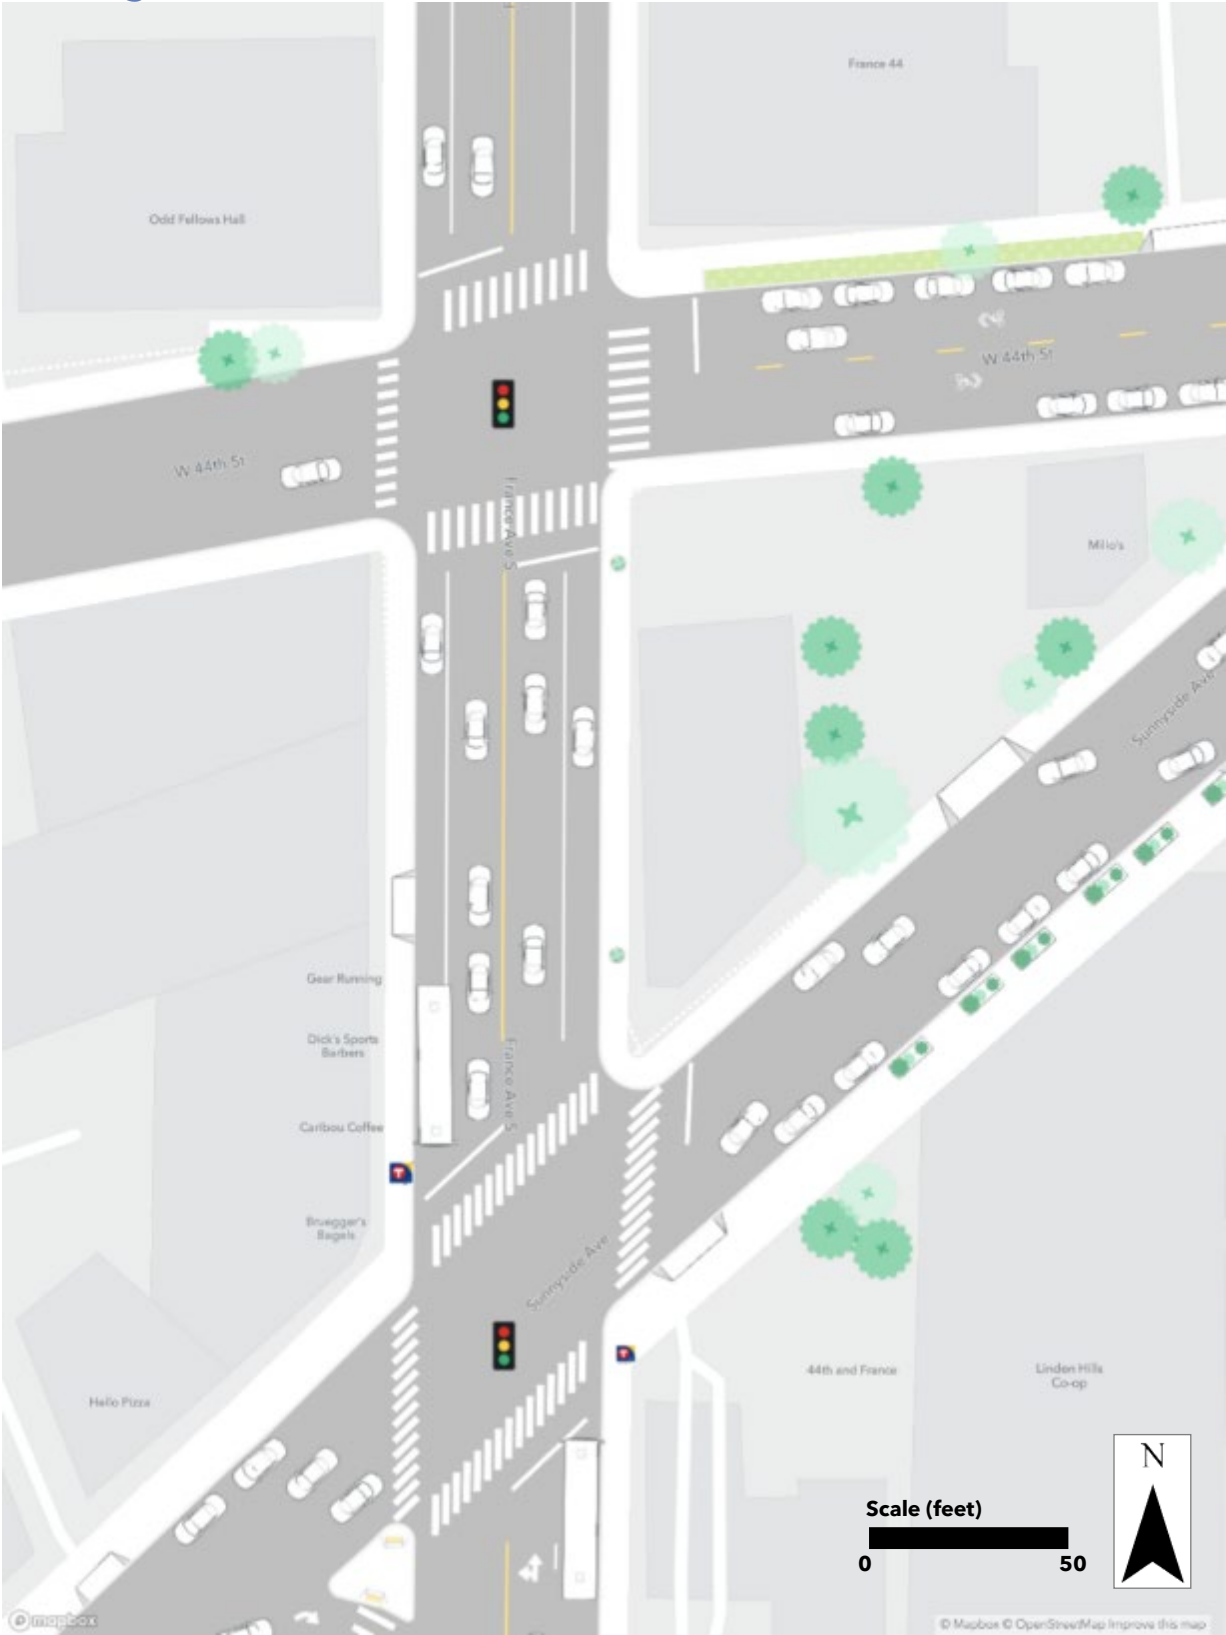 France 44
Odd Fellows Hall
W 44th St
W 44th St
France Ave S
Millo's
Sunnyside Ave
Gear Running
Dick's Sports
Barbers
France Ave S
Caribou Coffee
T
Bruegger's
Bagels
Sunnyside Ave
T
44th and France
Linden Hills
Co-op
Hello Pizza
N
Scale (feet)
0 50
mapbox
© Mapbox © OpenStreetMap Improve this map